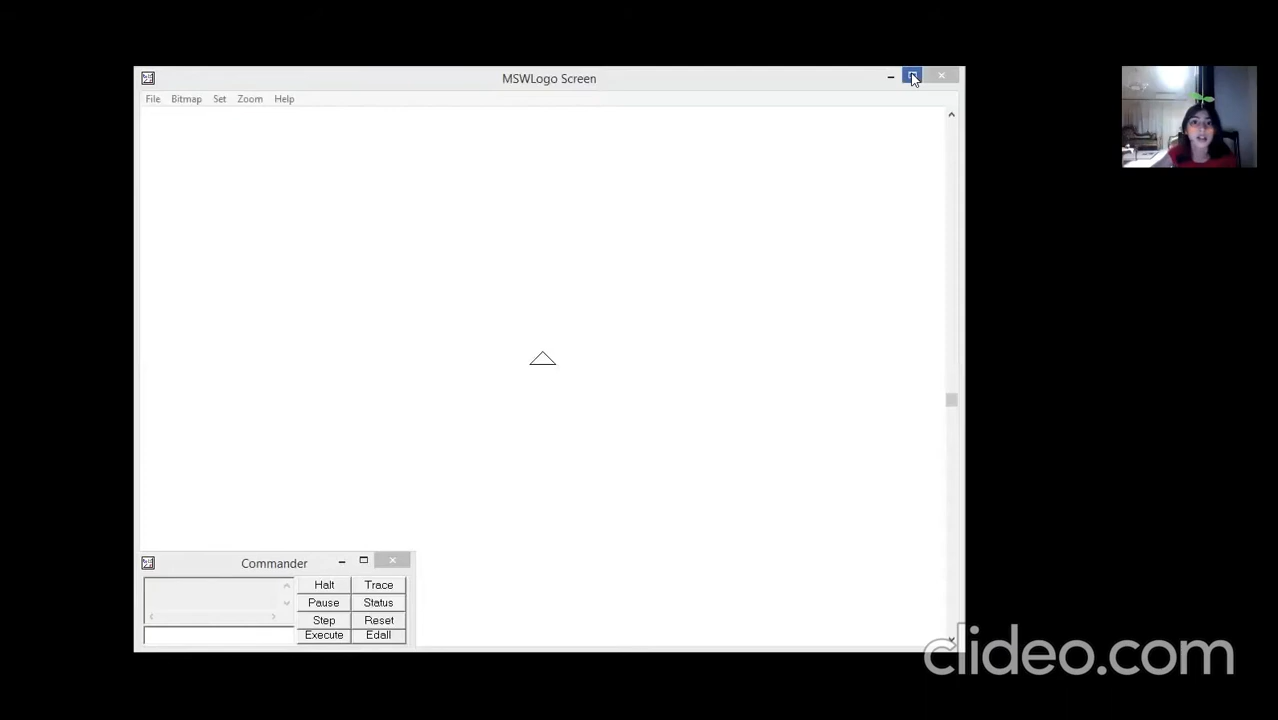 MSWLogo Screen
File Bitmap Set Zoom Help
Commander
Halt Trace
Pause Status
Step Reset
Execute Edall
clideo.com